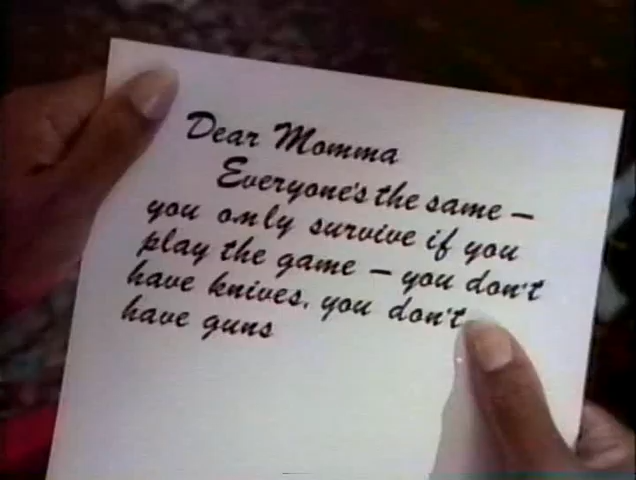 Dear Momma
Everyone's the same —
you only survive if you
play the game — you don't
have knives, you don't
have guns